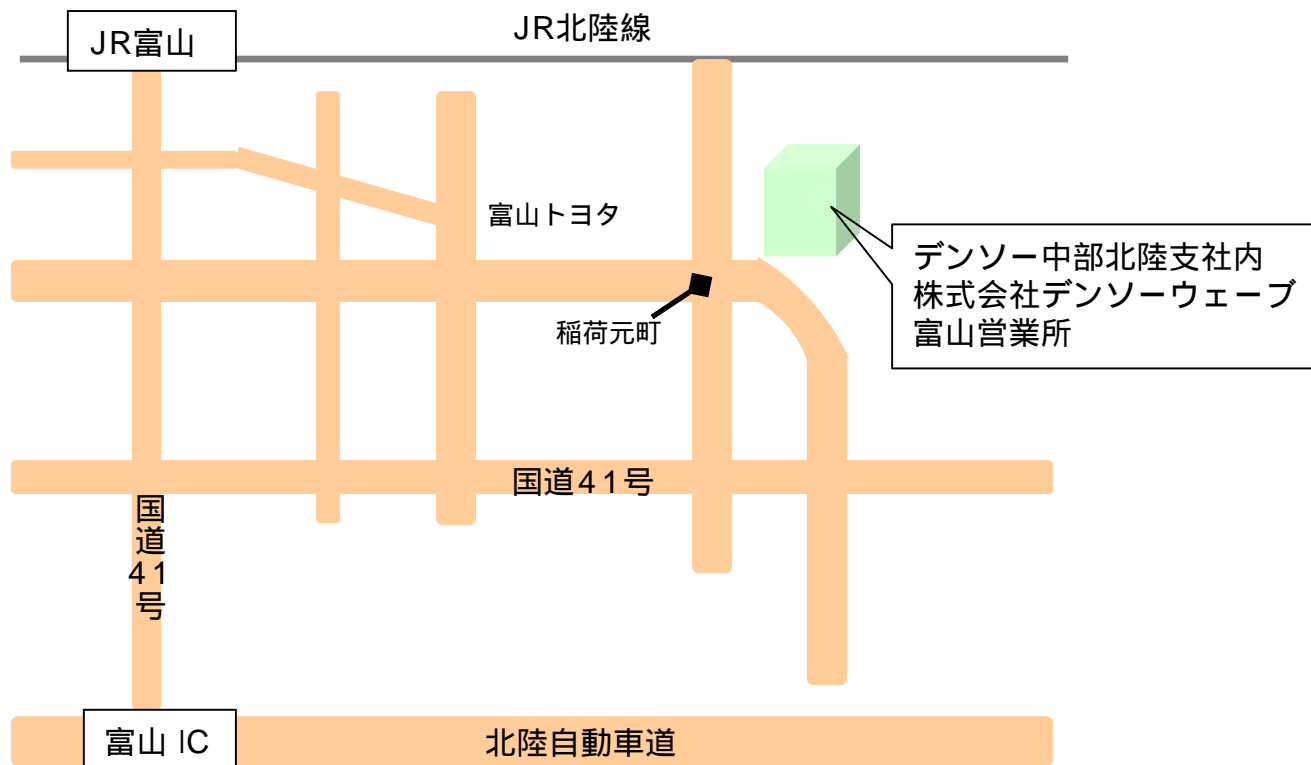 JR北陸線
JR富山
富山トヨタ
デンソー中部北陸支社内
株式会社デンソーウェーブ
富山営業所
稲荷元町
国道41号
国道41号
富山 IC
北陸自動車道